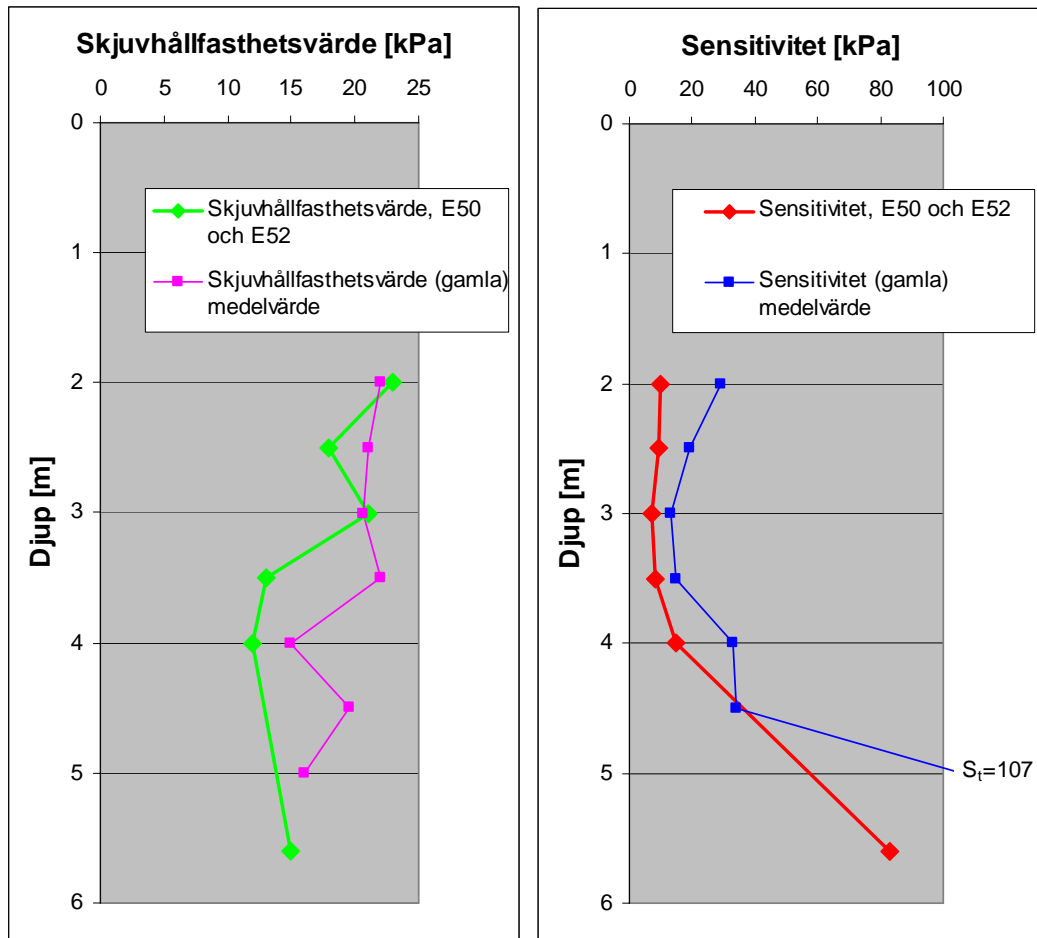 Skjuvhållfasthetsvärde [kPa]
0 5 10 15 20 25
0
1
2
3
4
5
6
Djup [m]
Skjuvhållfasthetsvärde, E50
och E52
Skjuvhållfasthetsvärde (gamla)
medelvärde
Sensitivitet [kPa]
0 20 40 60 80 100
0
1
2
3
4
5
6
Djup [m]
Sensitivitet, E50 och E52
Sensitivitet (gamla)
medelvärde
St=107